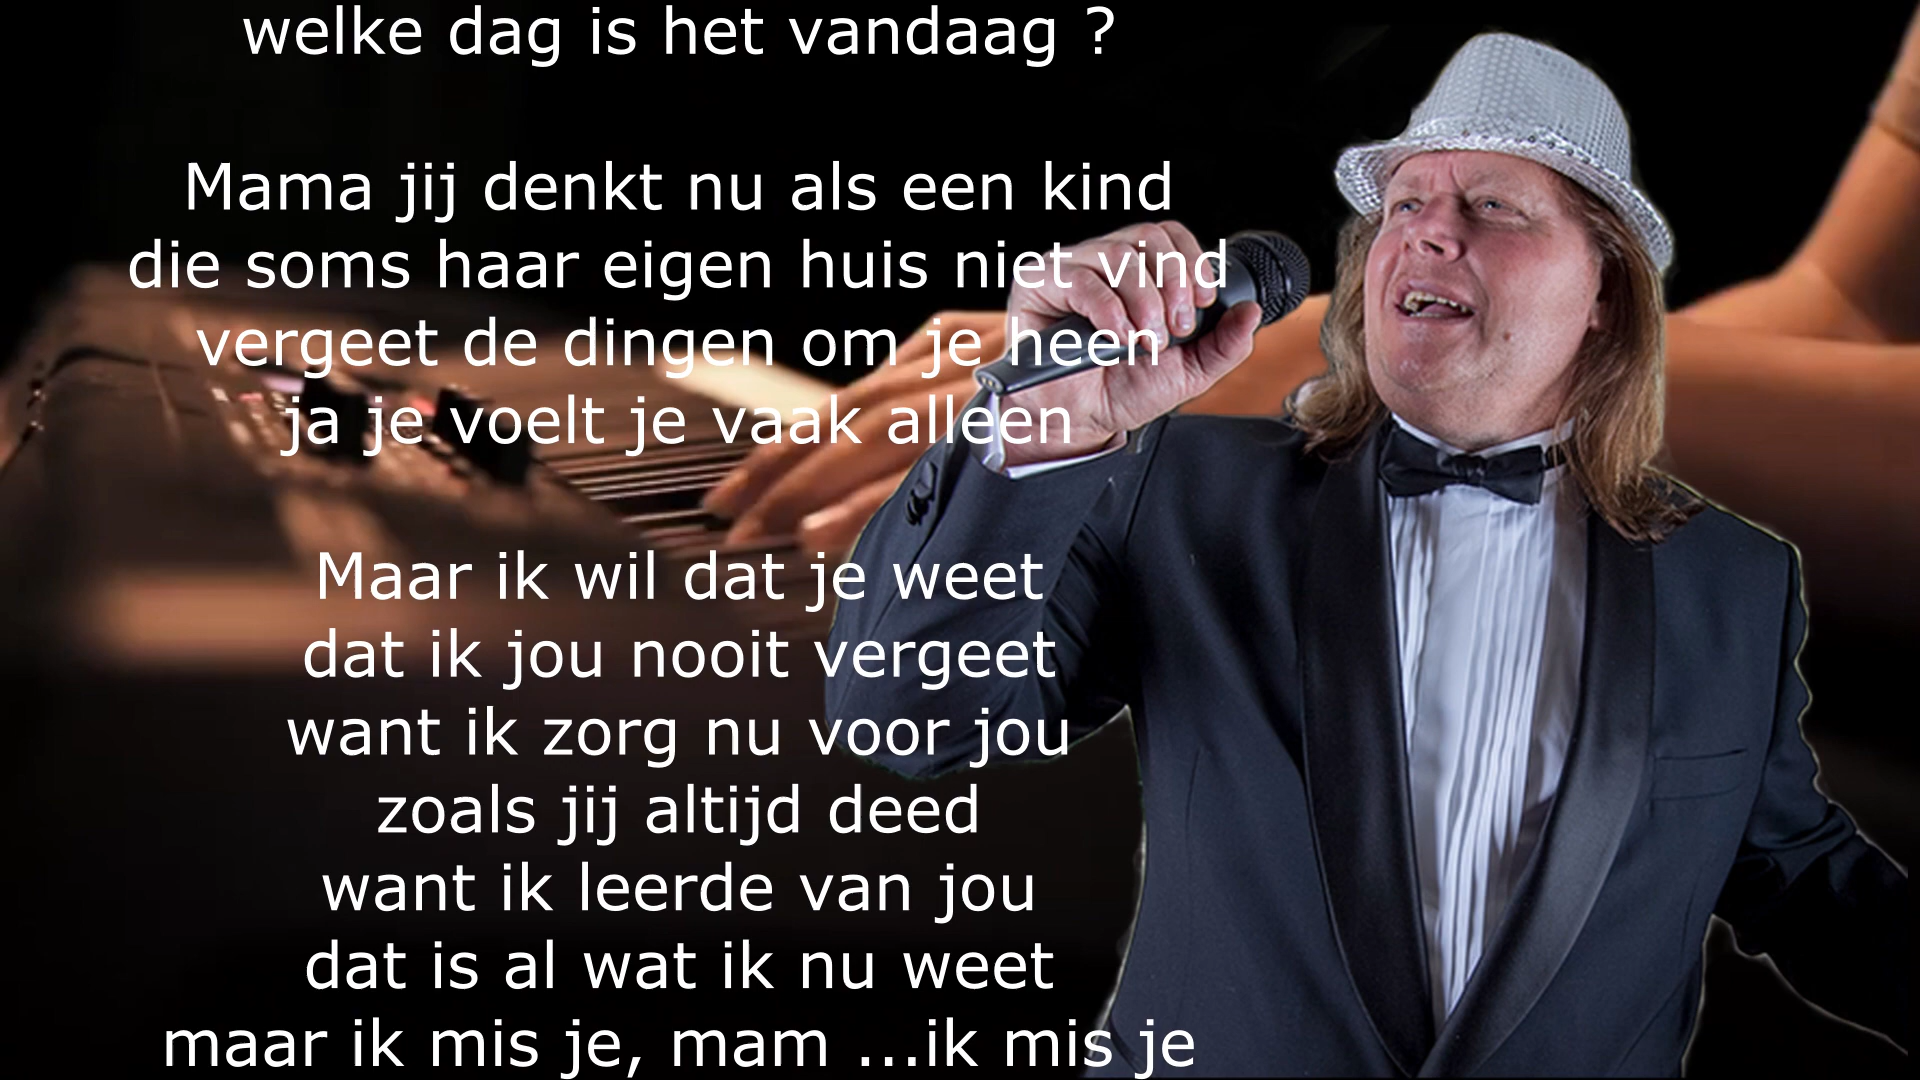 welke dag is het vandaag ?
Mama jij denkt nu als een kind
die soms haar eigen huis niet vind
vergeet de dingen om je heen
ja je voelt je vaak alleen
Maar ik wil dat je weet
dat ik jou nooit vergeet
want ik zorg nu voor jou
zoals jij altijd deed
want ik leerde van jou
dat is al wat ik nu weet
maar ik mis je, mam ...ik mis je